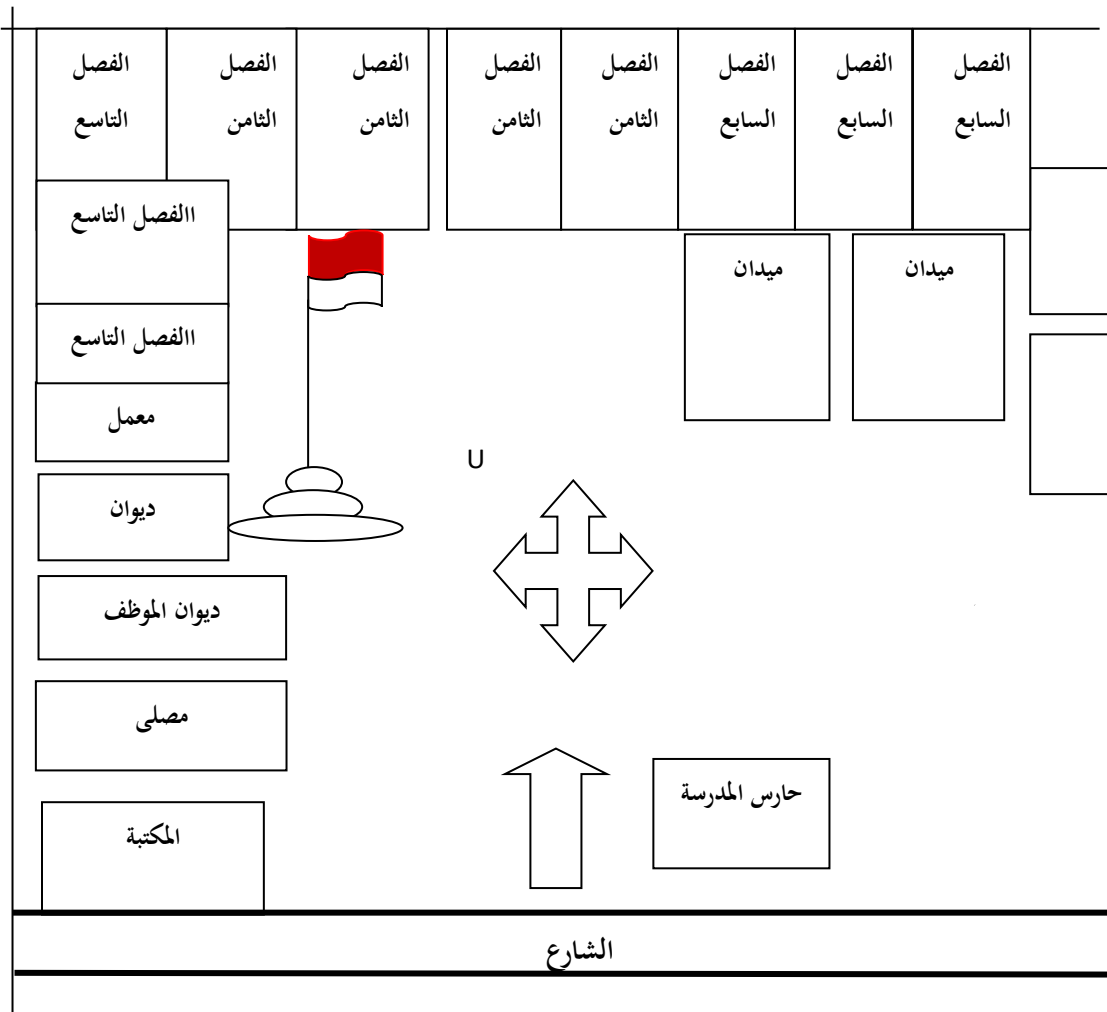 الفصل
السابع
الفصل
السابع
الفصل
السابع
الفصل
الثامن
الفصل
الثامن
الفصل
الثامن
الفصل
الثامن
الفصل
التاسع
االفصل التاسع
ميدان
ميدان
االفصل التاسع
معمل
U
ديوان
ديوان الموظف
مصلى
حارس المدرسة
المكتبة
الشارع